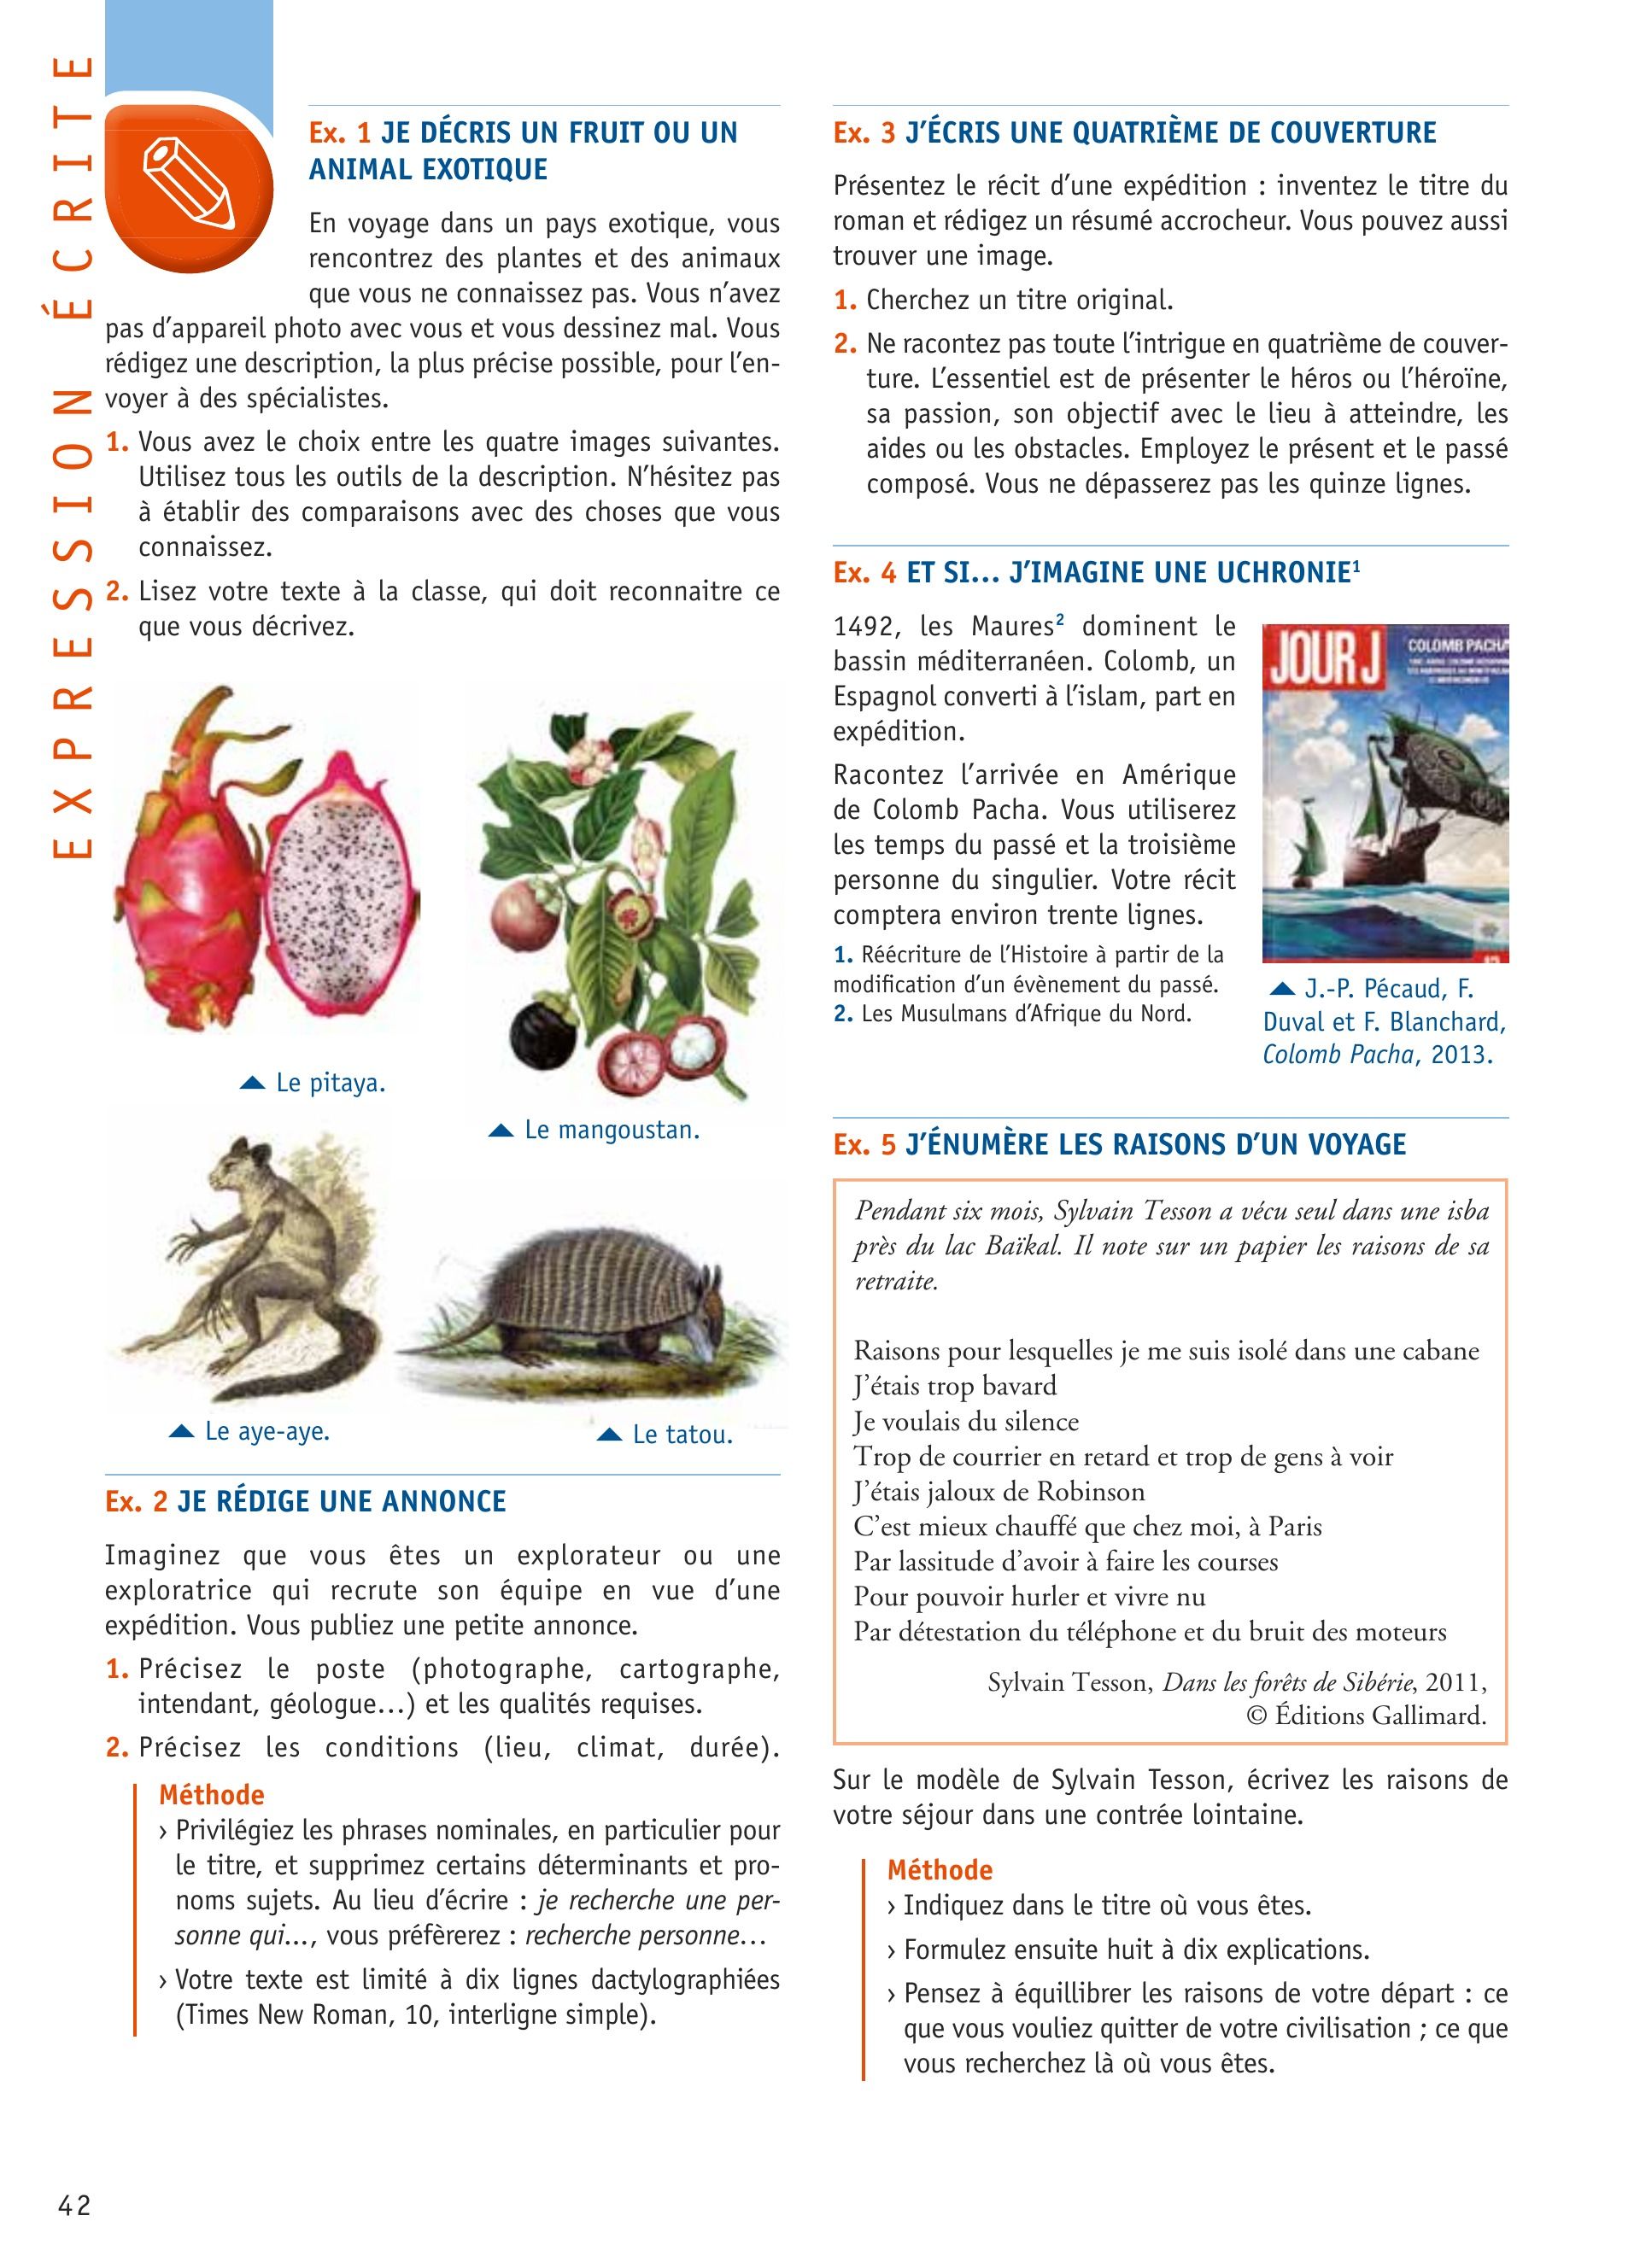 EXPRESSION ÉCRITE
Ex. 1 JE DÉCRIS UN FRUIT OU UN
ANIMAL EXOTIQUE
En voyage dans un pays exotique, vous
rencontrez des plantes et des animaux
que vous ne connaissez pas. Vous n'avez
pas d'appareil photo avec vous et vous dessinez mal. Vous
rédigez une description, la plus précise possible, pour l'en-
voyer à des spécialistes.
1. Vous avez le choix entre les quatre images suivantes.
Utilisez tous les outils de la description. N'hésitez pas
à établir des comparaisons avec des choses que vous
connaissez.
2. Lisez votre texte à la classe, qui doit reconnaitre ce
que vous décrivez.
Le pitaya.
Le mangoustan.
Le aye-aye.
Le tatou.
Ex. 2 JE RÉDIGE UNE ANNONCE
Imaginez que vous êtes un explorateur ou une
exploratrice qui recrute son équipe en vue d'une
expédition. Vous publiez une petite annonce.
1. Précisez le poste (photographe, cartographe,
intendant, géologue…) et les qualités requises.
2. Précisez les conditions (lieu, climat, durée).
Méthode
› Privilégiez les phrases nominales, en particulier pour
le titre, et supprimez certains déterminants et pro-
noms sujets. Au lieu d'écrire : je recherche une per-
sonne qui…, vous préfèrerez : recherche personne…
› Votre texte est limité à dix lignes dactylographiées
(Times New Roman, 10, interligne simple).
Ex. 3 J'ÉCRIS UNE QUATRIÈME DE COUVERTURE
Présentez le récit d'une expédition : inventez le titre du
roman et rédigez un résumé accrocheur. Vous pouvez aussi
trouver une image.
1. Cherchez un titre original.
2. Ne racontez pas toute l'intrigue en quatrième de couver-
ture. L'essentiel est de présenter le héros ou l'héroïne,
sa passion, son objectif avec le lieu à atteindre, les
aides ou les obstacles. Employez le présent et le passé
composé. Vous ne dépasserez pas les quinze lignes.
Ex. 4 ET SI… J'IMAGINE UNE UCHRONIE¹
1492, les Maures² dominent le
bassin méditerranéen. Colomb, un
Espagnol converti à l'islam, part en
expédition.
Racontez l'arrivée en Amérique
de Colomb Pacha. Vous utiliserez
les temps du passé et la troisième
personne du singulier. Votre récit
comptera environ trente lignes.
1. Réécriture de l'Histoire à partir de la
modification d'un évènement du passé.
2. Les Musulmans d'Afrique du Nord.
JOUR J
COLOMB PACHA
J.-P. Pécaud, F.
Duval et F. Blanchard,
Colomb Pacha, 2013.
Ex. 5 J'ÉNUMÈRE LES RAISONS D'UN VOYAGE
Pendant six mois, Sylvain Tesson a vécu seul dans une isba
près du lac Baïkal. Il note sur un papier les raisons de sa
retraite.
Raisons pour lesquelles je me suis isolé dans une cabane
J'étais trop bavard
Je voulais du silence
Trop de courrier en retard et trop de gens à voir
J'étais jaloux de Robinson
C'est mieux chauffé que chez moi, à Paris
Par lassitude d'avoir à faire les courses
Pour pouvoir hurler et vivre nu
Par détestation du téléphone et du bruit des moteurs
Sylvain Tesson, Dans les forêts de Sibérie, 2011,
© Éditions Gallimard.
Sur le modèle de Sylvain Tesson, écrivez les raisons de
votre séjour dans une contrée lointaine.
Méthode
› Indiquez dans le titre où vous êtes.
› Formulez ensuite huit à dix explications.
› Pensez à équillibrer les raisons de votre départ : ce
que vous vouliez quitter de votre civilisation ; ce que
vous recherchez là où vous êtes.
42